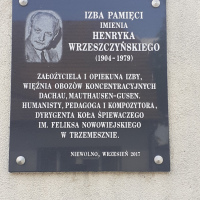 IZBA PAMIĘCI
IMIENIA
HENRYKA
WRZESZCZYŃSKIEGO
(1904-1979)
ZAŁOŻYCIELA I OPIEKUNA IZBY,
WIĘŹNIA OBOZÓW KONCENTRACYJNYCH
DACHAU, MAUTHAUSEN-GUSEN.
HUMANISTY, PEDAGOGA I KOMPOZYTORA,
DYRYGENTA KOŁA ŚPIEWACZEGO
IM. FELIKSA NOWOWIEJSKIEGO
W TRZEMESZNIE.
NIEWOLNO, WRZESIEŃ 2017